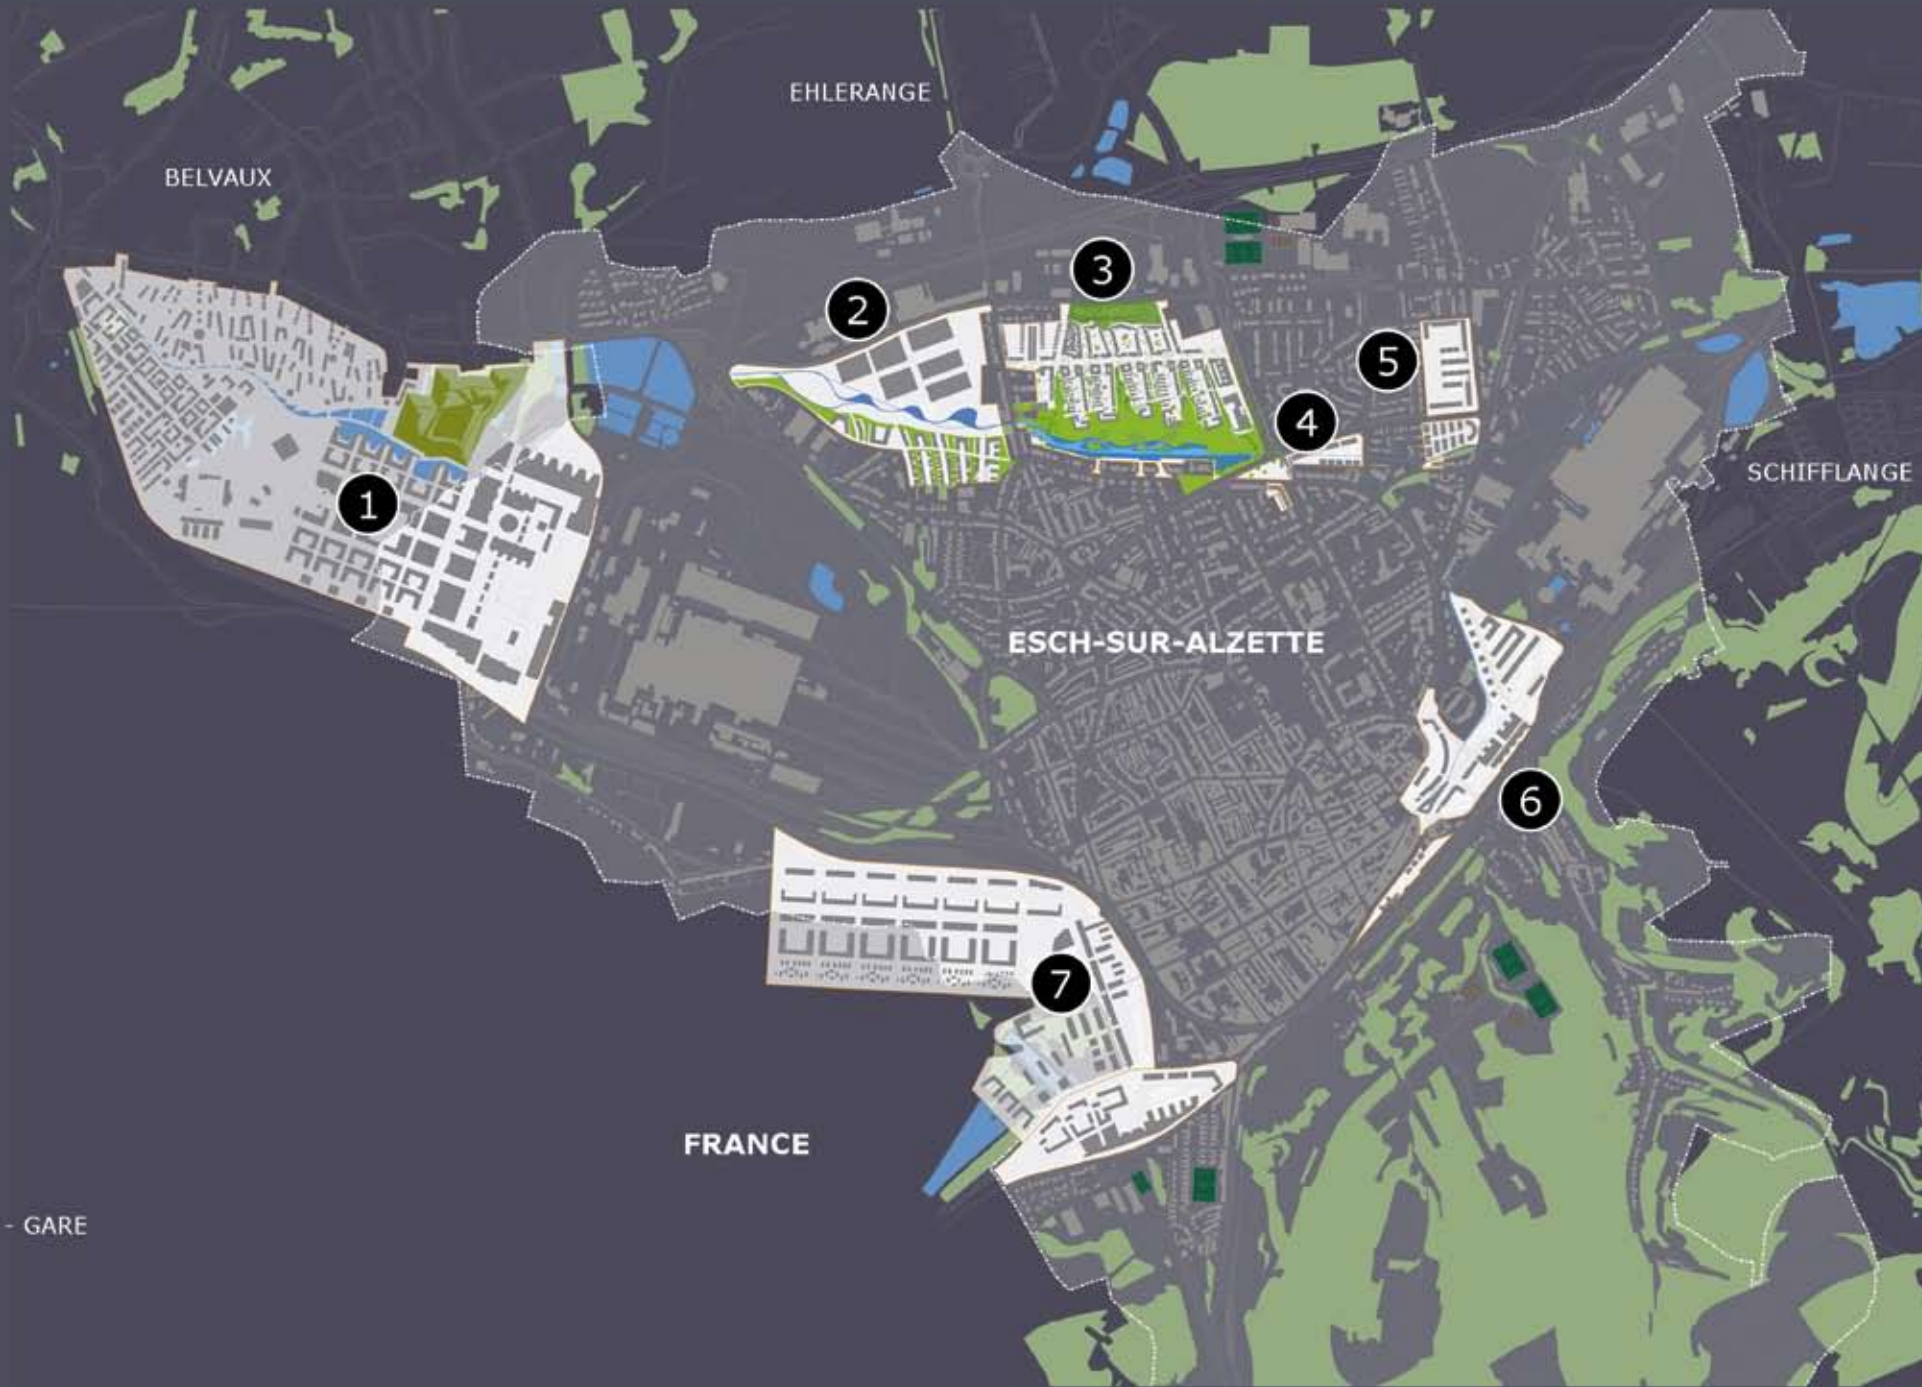 EHLERANGE
BELVAUX
3
2
5
4
SCHIFFLANGE
1
ESCH-SUR-ALZETTE
6
7
FRANCE
- GARE